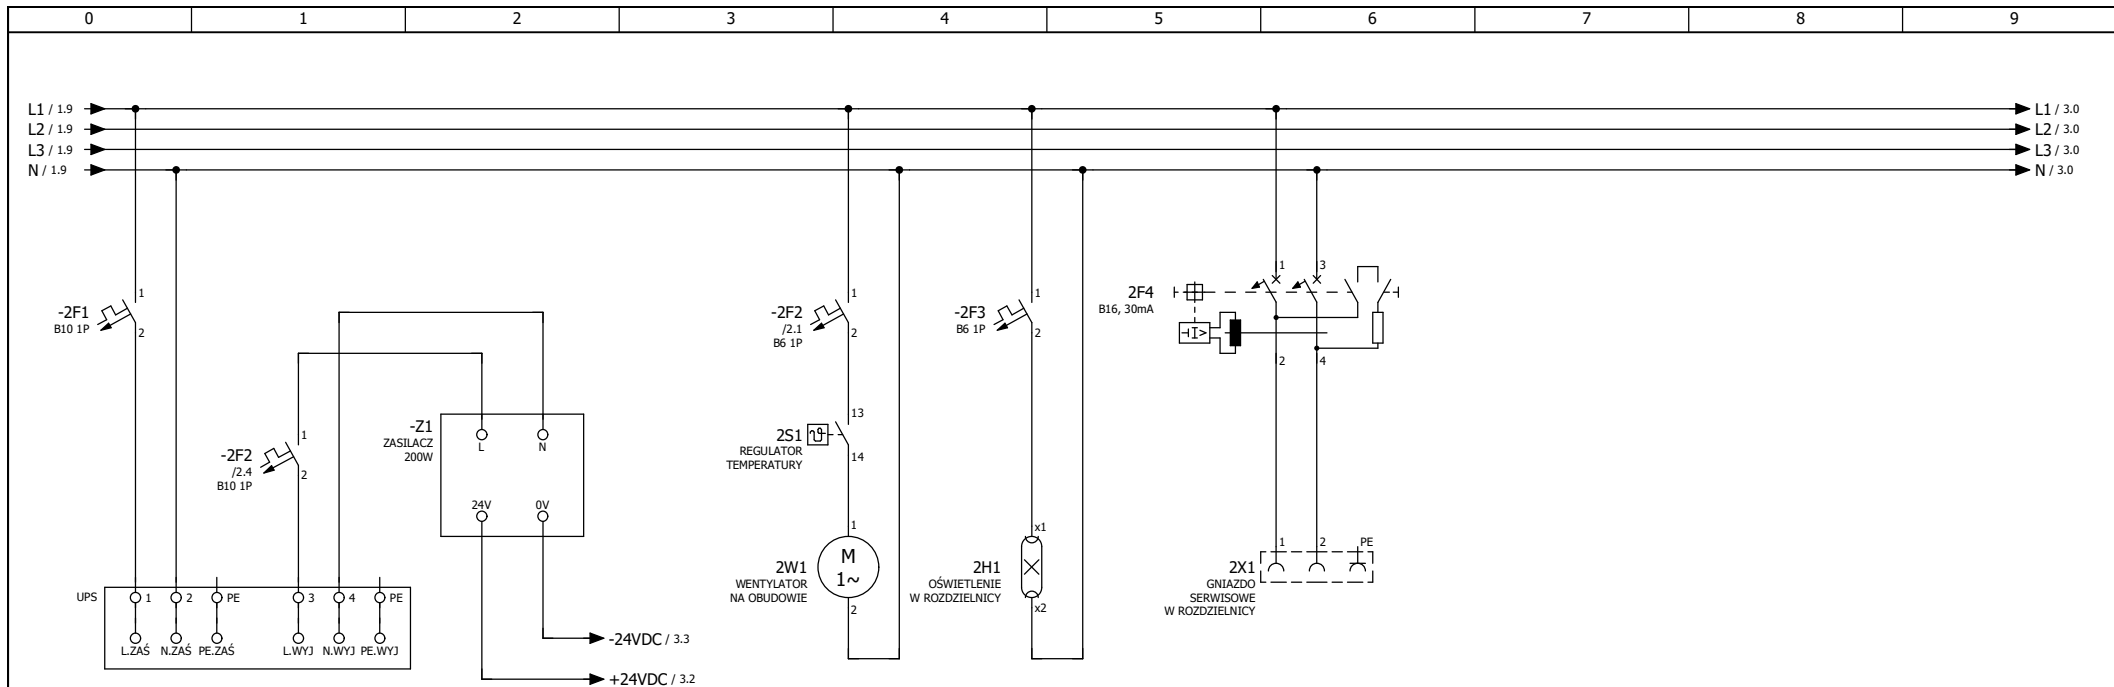 0 1 2 3 4 5 6 7 8 9
L1 / 1.9
L2 / 1.9
L3 / 1.9
N / 1.9
L1 / 3.0
L2 / 3.0
L3 / 3.0
N / 3.0
-2F1
B10 1P
1
2
-2F2
/2.4
B10 1P
1
2
-Z1
ZASILACZ
200W
L N
24V 0V
UPS
1 2 PE 3 4 PE
L.ZAŚ N.ZAŚ PE.ZAŚ L.WYJ N.WYJ PE.WYJ
-24VDC / 3.3
+24VDC / 3.2
-2F2
/2.1
B6 1P
1
2
2S1
REGULATOR
TEMPERATURY
13
14
ϑ
2W1
WENTYLATOR
NA OBUDOWIE
1
M
1~
2
-2F3
B6 1P
1
2
2H1
OŚWIETLENIE
W ROZDZIELNICY
x1
x2
2F4
B16, 30mA
1 3
I>
2 4
2X1
GNIAZDO
SERWISOWE
W ROZDZIELNICY
1 2 PE